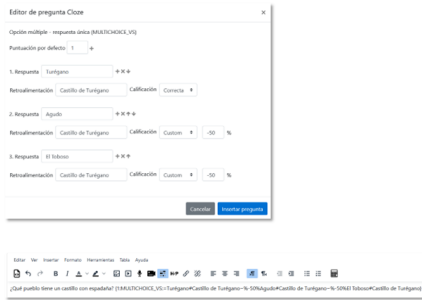 Editor de pregunta Cloze ×
Opción múltiple - respuesta única (MULTICHOICE_VS)
Puntuación por defecto 1 +
1. Respuesta Turégano
Retroalimentación Castillo de Turégano Calificación Correcta
2. Respuesta Agudo
Retroalimentación Castillo de Turégano Calificación Custom -50 %
3. Respuesta El Toboso
Retroalimentación Castillo de Turégano Calificación Custom -50 %
Cancelar Insertar pregunta
Editar Ver Insertar Formato Herramientas Tabla Ayuda
¿Qué pueblo tiene un castillo con espadaña? {1:MULTICHOICE_VS:=Turégano#Castillo de Turégano~%-50%Agudo#Castillo de Turégano~%-50%El Toboso#Castillo de Turégano}